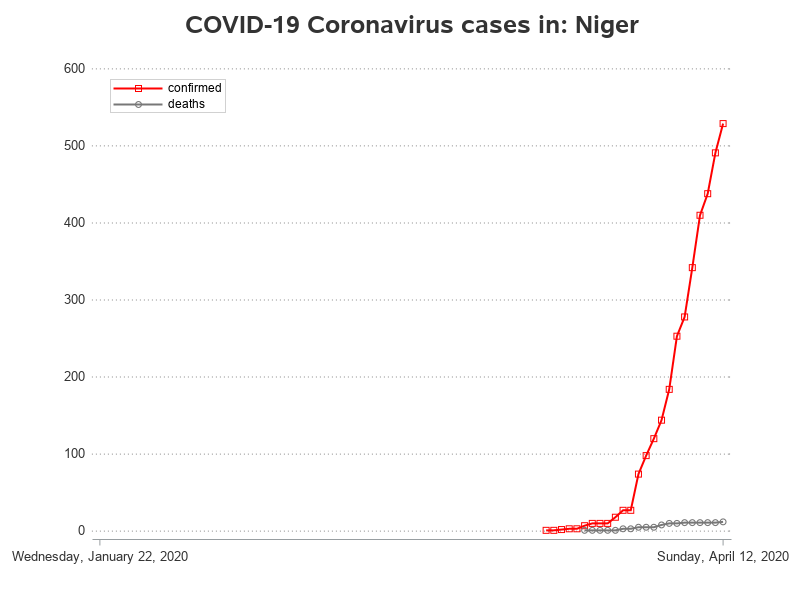 COVID-19 Coronavirus cases in: Niger
600
confirmed
deaths
500
400
300
200
100
0
Wednesday, January 22, 2020
Sunday, April 12, 2020